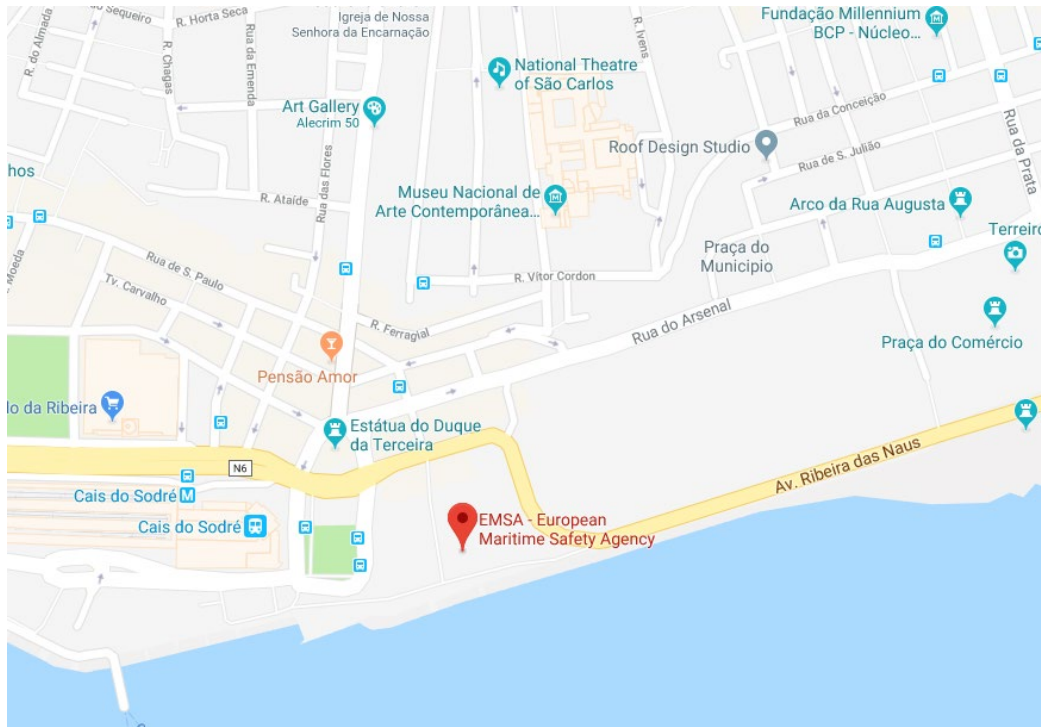 Sequeiro
R. Horta Seca
Igreja de Nossa
Senhora da Encarnação
R. do Almada
R. Chagas
Rua da Emenda
R. Ivens
Fundação Millennium
BCP - Núcleo...
National Theatre
of São Carlos
Art Gallery
Alecrim 50
Rua da Conceição
Roof Design Studio
Rua de S. Julião
Rua da Prata
hos
Rua das Flores
R. Ataíde
Museu Nacional de
Arte Contemporânea...
Arco da Rua Augusta
Terreiro
Praça do
Municipio
Moeda
Rua de S. Paulo
Tv. Carvalho
R. Vítor Cordon
R. Ferragial
Rua do Arsenal
Praça do Comércio
Pensão Amor
lo da Ribeira
Estátua do Duque
da Terceira
N6
Av. Ribeira das Naus
Cais do Sodré M
Cais do Sodré
EMSA - European
Maritime Safety Agency